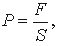 P = F/S,